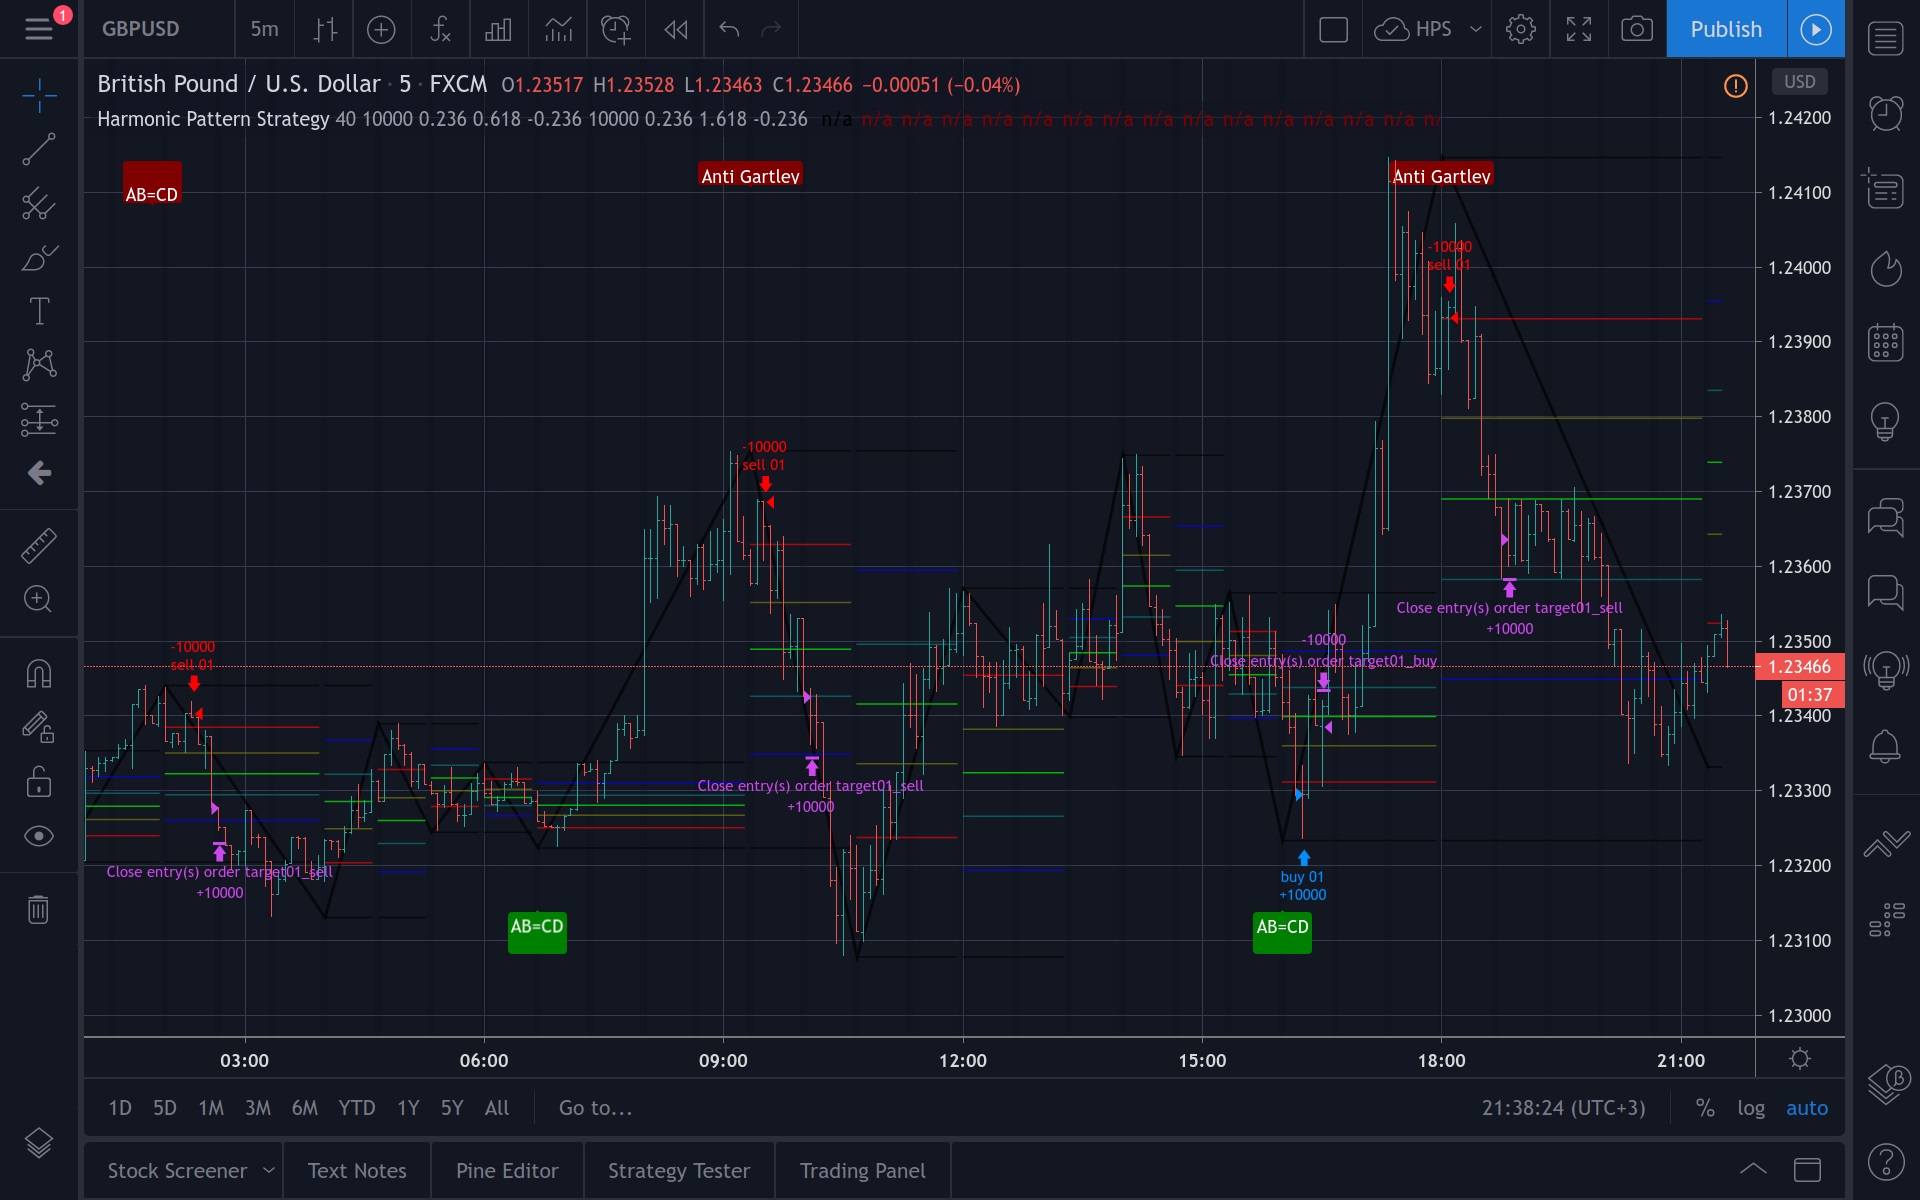 1
GBPUSD
5m
HPS
Publish
British Pound / U.S. Dollar · 5 · FXCM O1.23517 H1.23528 L1.23463 C1.23466 −0.00051 (−0.04%)
USD
Harmonic Pattern Strategy 40 10000 0.236 0.618 -0.236 10000 0.236 1.618 -0.236 n/a n/a n/a n/a n/a n/a n/a n/a n/a n/a n/a n/a n/a n/a n/a n/
AB=CD
Anti Gartley
Anti Gartley
-10000
sell 01
-10000
sell 01
-10000
sell 01
Close entry(s) order target01_sell
+10000
-10000
Close entry(s) order target01_buy
Close entry(s) order target01_sell
+10000
Close entry(s) order target01_sell
+10000
buy 01
+10000
AB=CD
AB=CD
1.24200
1.24100
1.24000
1.23900
1.23800
1.23700
1.23600
1.23500
1.23466
01:37
1.23400
1.23300
1.23200
1.23100
1.23000
03:00 06:00 09:00 12:00 15:00 18:00 21:00
1D 5D 1M 3M 6M YTD 1Y 5Y All Go to... 21:38:24 (UTC+3) % log auto
Stock Screener Text Notes Pine Editor Strategy Tester Trading Panel